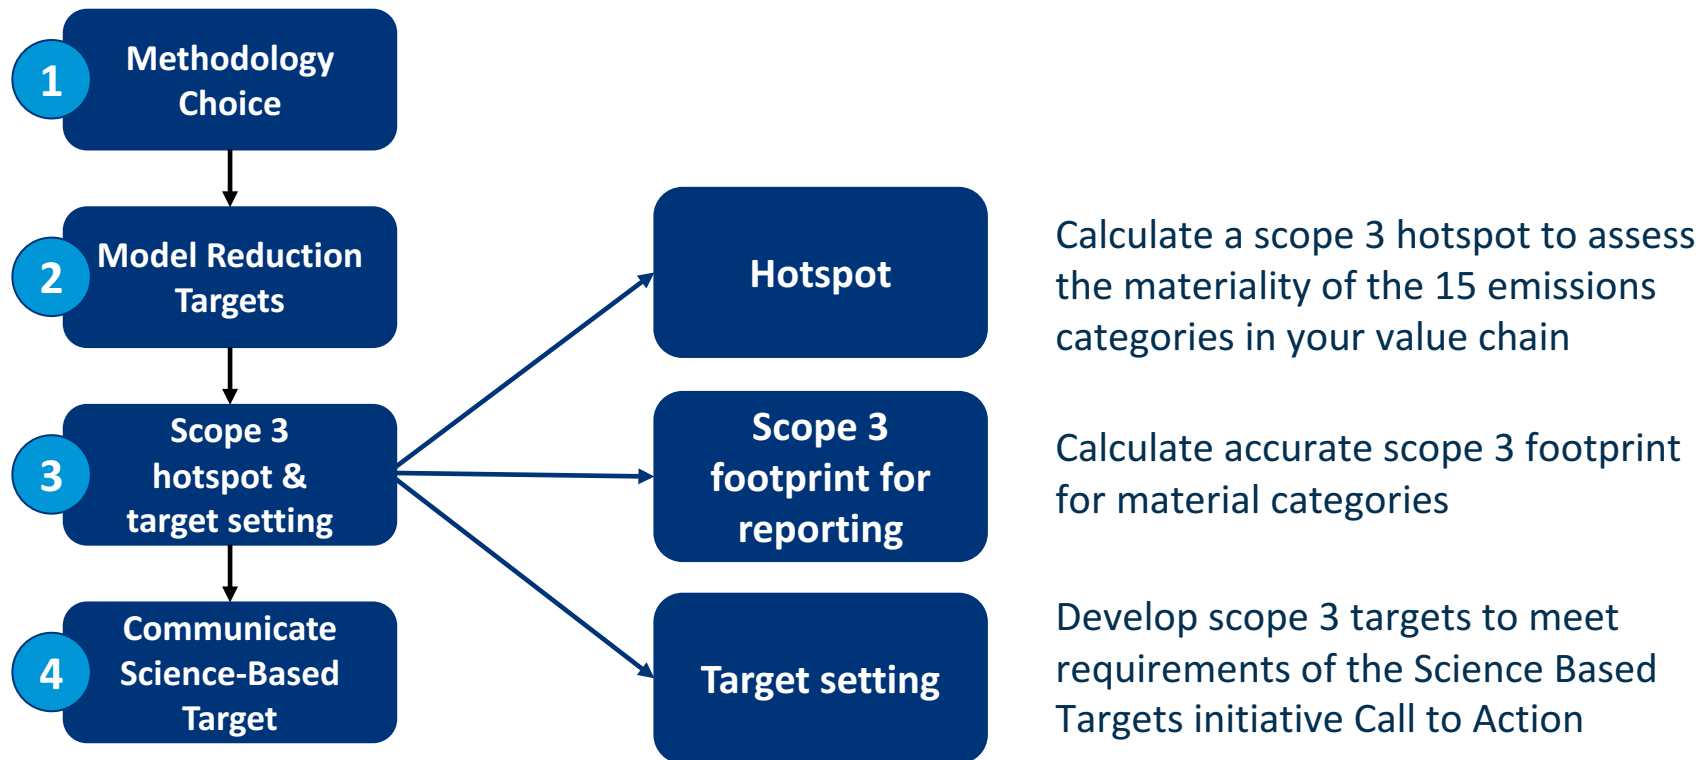 1
Methodology
Choice
2
Model Reduction
Targets
3
Scope 3
hotspot &
target setting
4
Communicate
Science-Based
Target
Hotspot
Calculate a scope 3 hotspot to assess
the materiality of the 15 emissions
categories in your value chain
Scope 3
footprint for
reporting
Calculate accurate scope 3 footprint
for material categories
Target setting
Develop scope 3 targets to meet
requirements of the Science Based
Targets initiative Call to Action